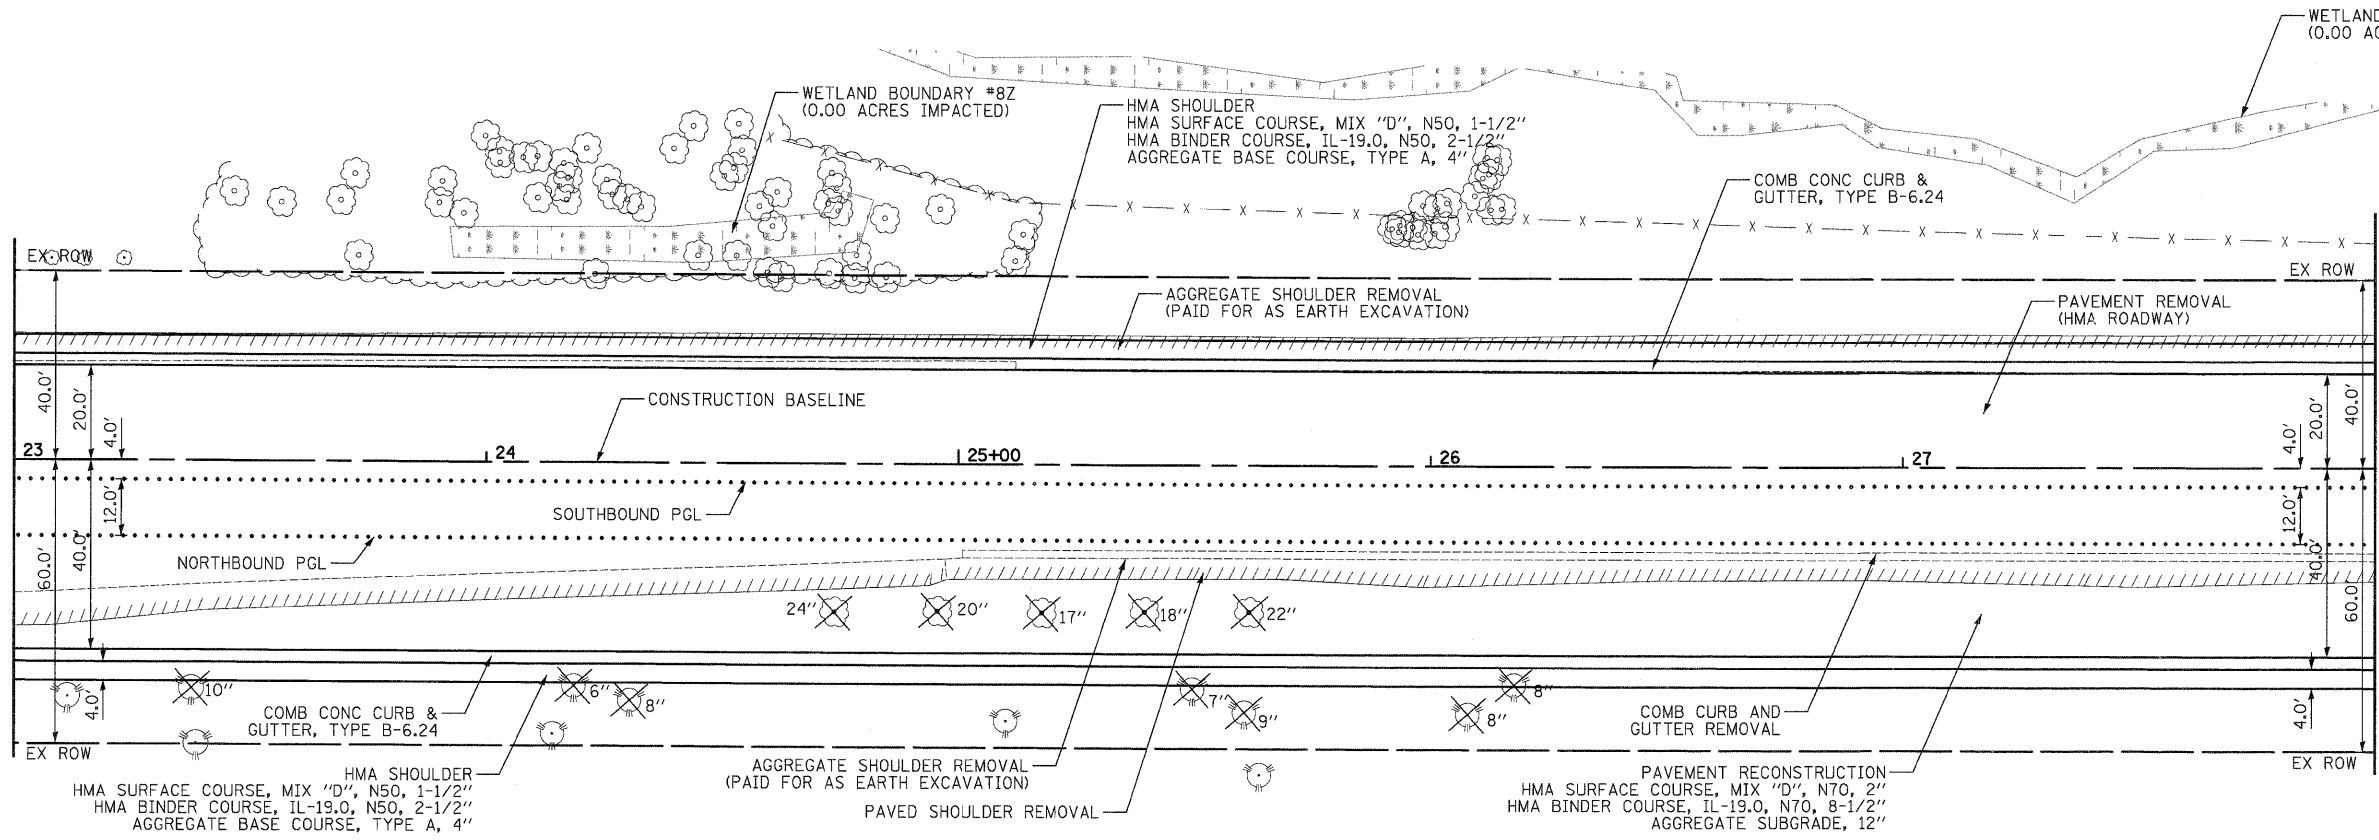 WETLAND
(0.00 AC
WETLAND BOUNDARY #8Z
(0.00 ACRES IMPACTED)
HMA SHOULDER
HMA SURFACE COURSE, MIX "D", N50, 1-1/2"
HMA BINDER COURSE, IL-19.0, N50, 2-1/2"
AGGREGATE BASE COURSE, TYPE A, 4"
COMB CONC CURB &
GUTTER, TYPE B-6.24
EX ROW
EX ROW
AGGREGATE SHOULDER REMOVAL
(PAID FOR AS EARTH EXCAVATION)
PAVEMENT REMOVAL
(HMA ROADWAY)
40.0'
20.0'
4.0'
CONSTRUCTION BASELINE
4.0'
20.0'
40.0'
23
24
25+00
26
27
12.0'
SOUTHBOUND PGL
12.0'
NORTHBOUND PGL
60.0'
40.0'
40.0'
60.0'
24"
20"
17"
18"
22"
10"
6"
8"
7"
9"
8"
8"
4.0'
4.0'
COMB CONC CURB &
GUTTER, TYPE B-6.24
COMB CURB AND
GUTTER REMOVAL
EX ROW
EX ROW
HMA SHOULDER
HMA SURFACE COURSE, MIX "D", N50, 1-1/2"
HMA BINDER COURSE, IL-19.0, N50, 2-1/2"
AGGREGATE BASE COURSE, TYPE A, 4"
AGGREGATE SHOULDER REMOVAL
(PAID FOR AS EARTH EXCAVATION)
PAVED SHOULDER REMOVAL
PAVEMENT RECONSTRUCTION
HMA SURFACE COURSE, MIX "D", N70, 2"
HMA BINDER COURSE, IL-19.0, N70, 8-1/2"
AGGREGATE SUBGRADE, 12"